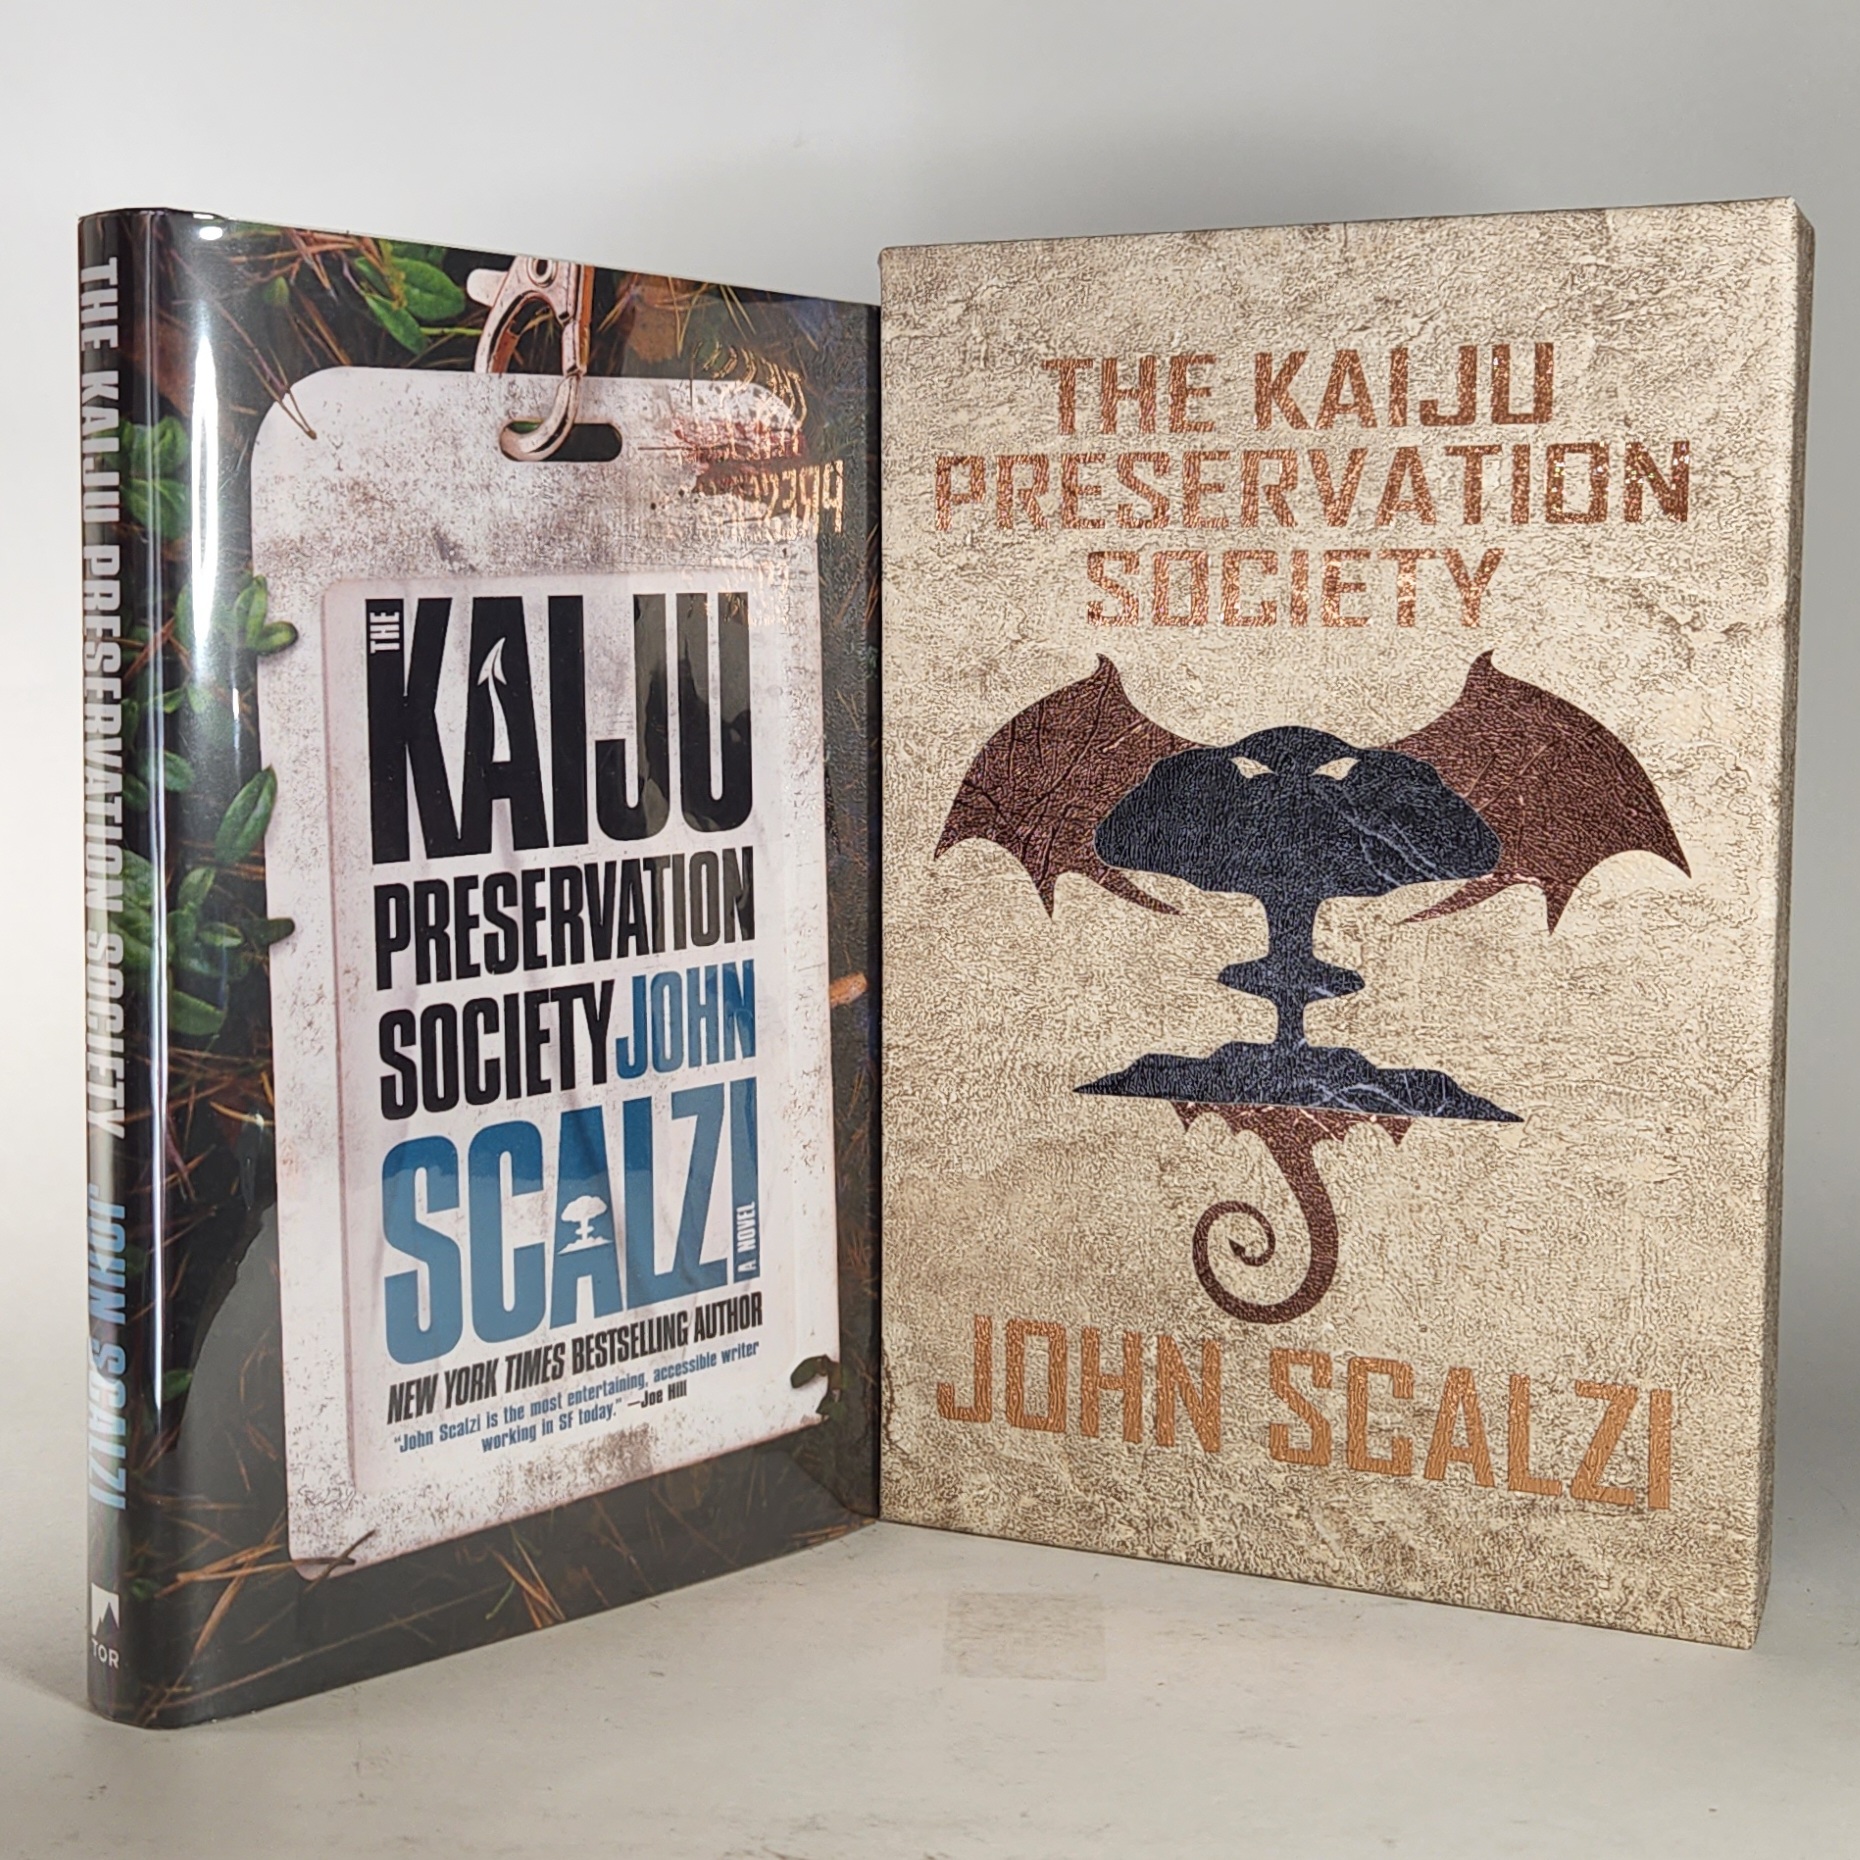 THE KAIJU PRESERVATION SOCIETY JOHN SCALZI
TOR
THE
KAIJU
PRESERVATION
SOCIETY JOHN
SCALZI
A NOVEL
NEW YORK TIMES BESTSELLING AUTHOR
“John Scalzi is the most entertaining, accessible writer
working in SF today.” —Joe Hill
THE KAIJU
PRESERVATION
SOCIETY
JOHN SCALZI